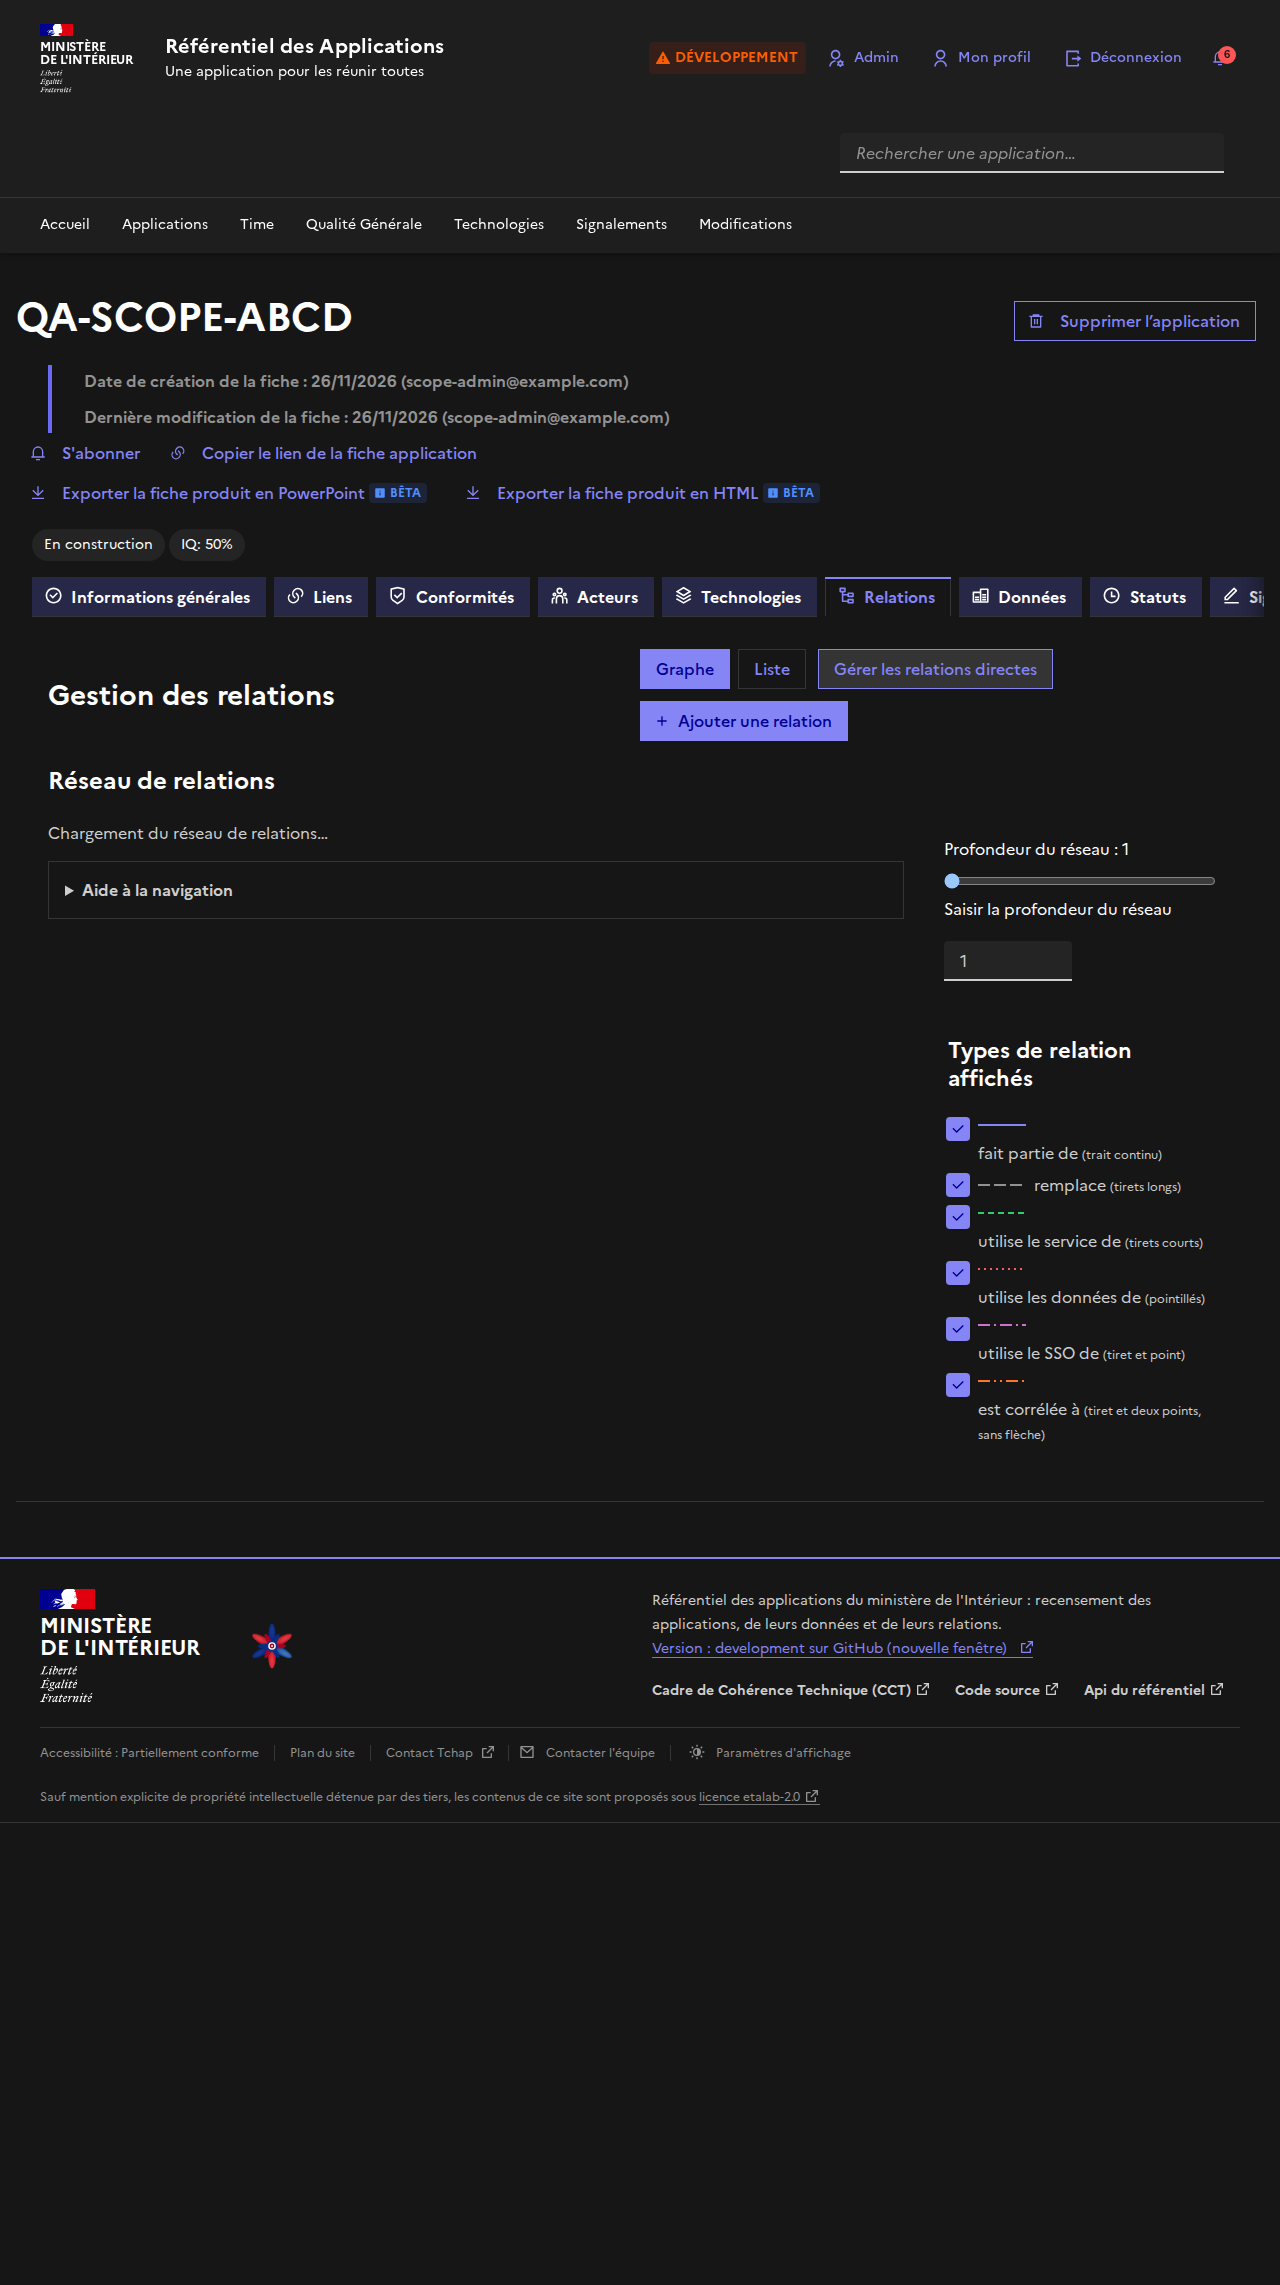 MINISTÈRE
DE L'INTÉRIEUR
Liberté
Égalité
Fraternité
Référentiel des Applications
Une application pour les réunir toutes
DÉVELOPPEMENT
Admin
Mon profil
Déconnexion
6
Rechercher une application…
Accueil
Applications
Time
Qualité Générale
Technologies
Signalements
Modifications
QA-SCOPE-ABCD
Supprimer l’application
Date de création de la fiche : 26/11/2026 (scope-admin@example.com)
Dernière modification de la fiche : 26/11/2026 (scope-admin@example.com)
S'abonner
Copier le lien de la fiche application
Exporter la fiche produit en PowerPoint BÊTA
Exporter la fiche produit en HTML BÊTA
En construction
IQ: 50%
Informations générales
Liens
Conformités
Acteurs
Technologies
Relations
Données
Statuts
Gestion des relations
Graphe
Liste
Gérer les relations directes
Ajouter une relation
Réseau de relations
Chargement du réseau de relations…
Aide à la navigation
Profondeur du réseau : 1
Saisir la profondeur du réseau
1
Types de relation
affichés
fait partie de (trait continu)
remplace (tirets longs)
utilise le service de (tirets courts)
utilise les données de (pointillés)
utilise le SSO de (tiret et point)
est corrélée à (tiret et deux points,
sans flèche)
MINISTÈRE
DE L'INTÉRIEUR
Liberté
Égalité
Fraternité
Référentiel des applications du ministère de l'Intérieur : recensement des
applications, de leurs données et de leurs relations.
Version : development sur GitHub (nouvelle fenêtre)
Cadre de Cohérence Technique (CCT)
Code source
Api du référentiel
Accessibilité : Partiellement conforme
Plan du site
Contact Tchap
Contacter l'équipe
Paramètres d'affichage
Sauf mention explicite de propriété intellectuelle détenue par des tiers, les contenus de ce site sont proposés sous licence etalab-2.0